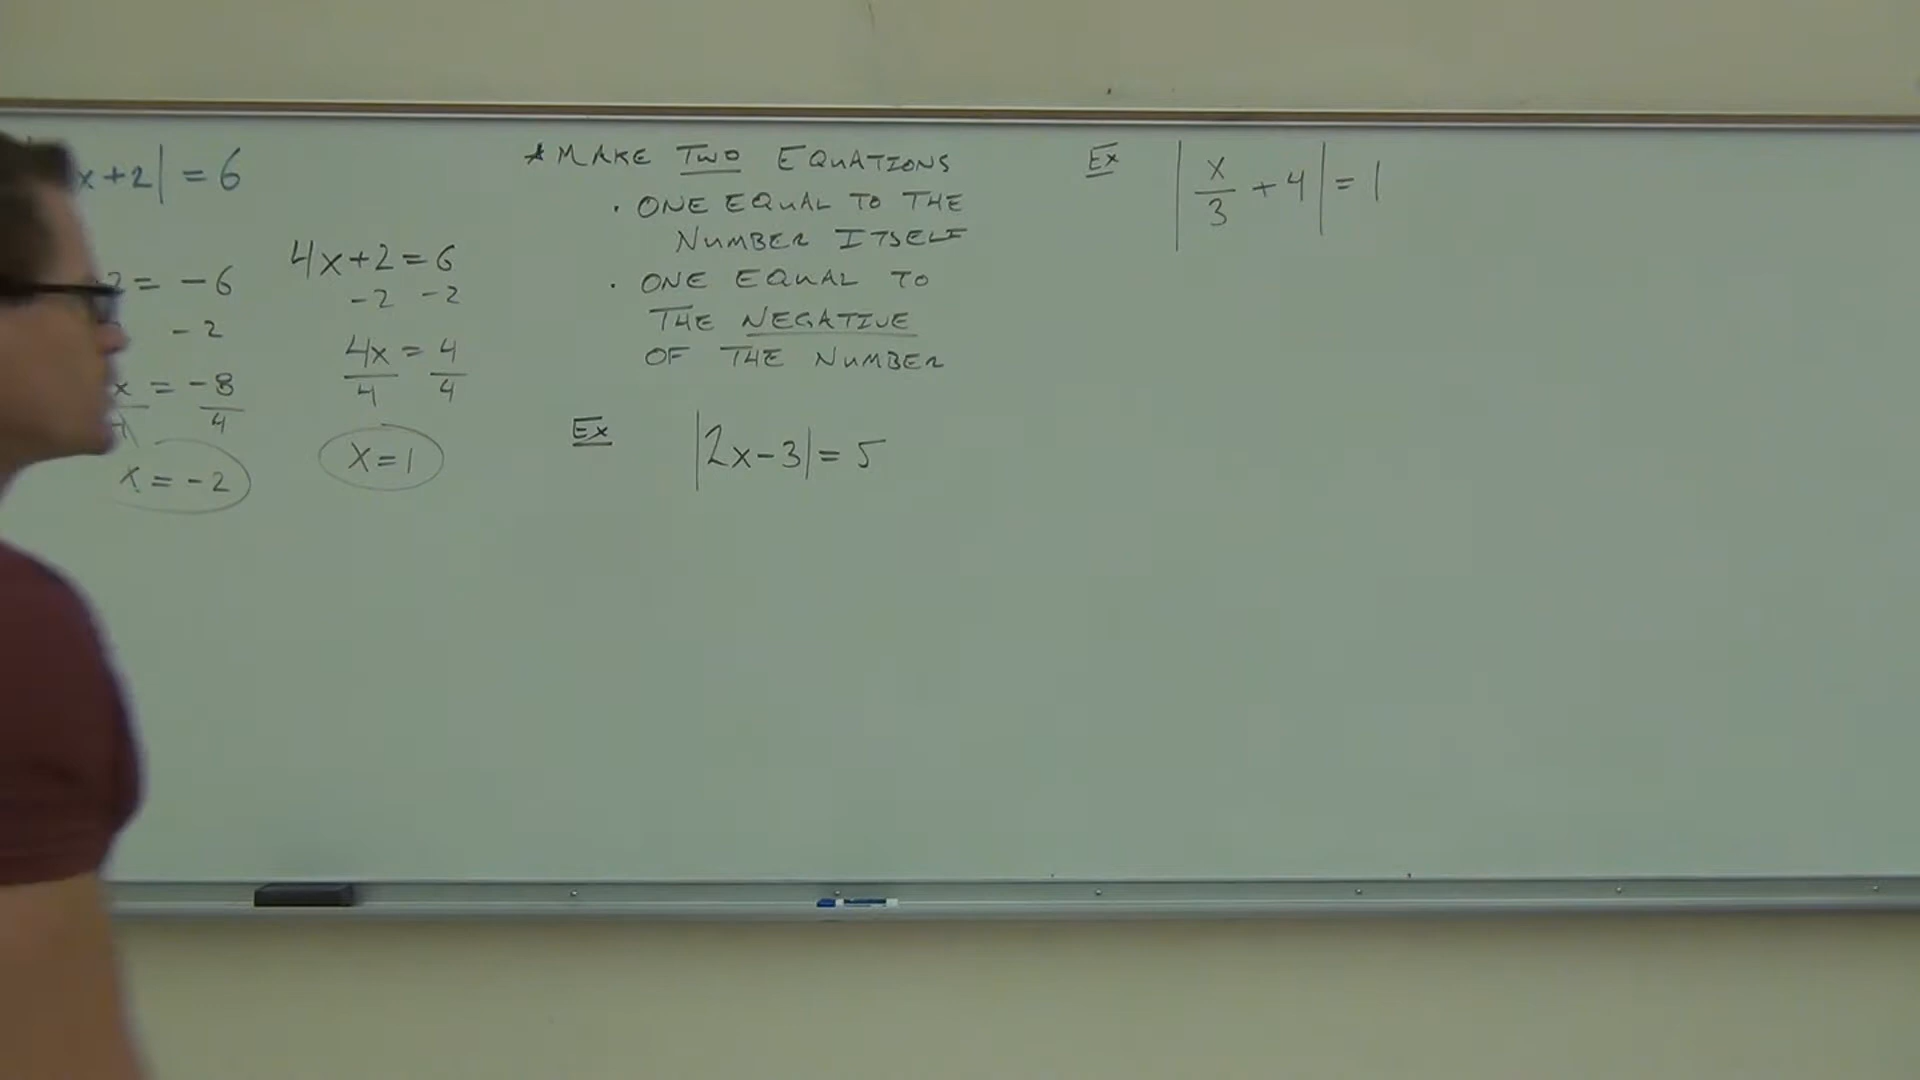 x+2| = 6
2 = -6
- 2
x = -8
4
x = -2
4x+2 = 6
-2 -2
4x = 4
4 4
x = 1
* MAKE TWO EQUATIONS
• ONE EQUAL TO THE
NUMBER ITSELF
• ONE EQUAL TO
THE NEGATIVE
OF THE NUMBER
Ex |2x-3| = 5
Ex |x/3 + 4| = 1